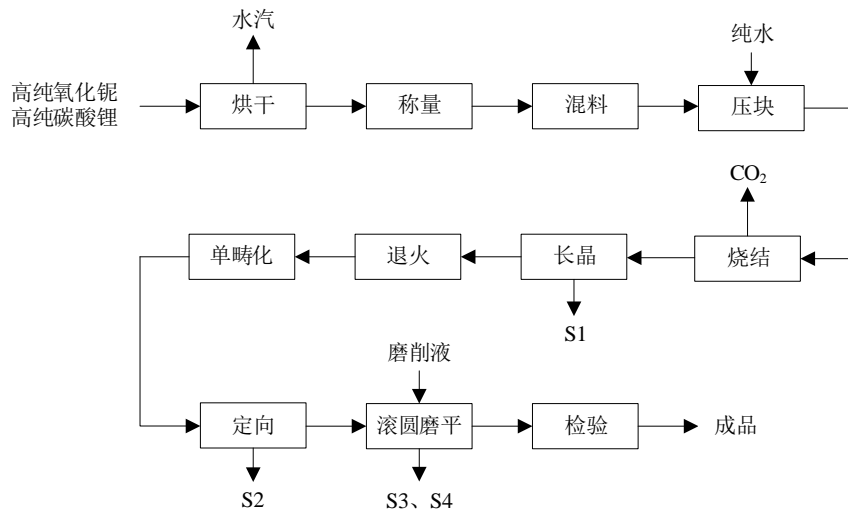 水汽
纯水
高纯氧化铌
高纯碳酸锂
烘干
称量
混料
压块
CO₂
单畴化
退火
长晶
烧结
S1
磨削液
定向
滚圆磨平
检验
成品
S2
S3、S4